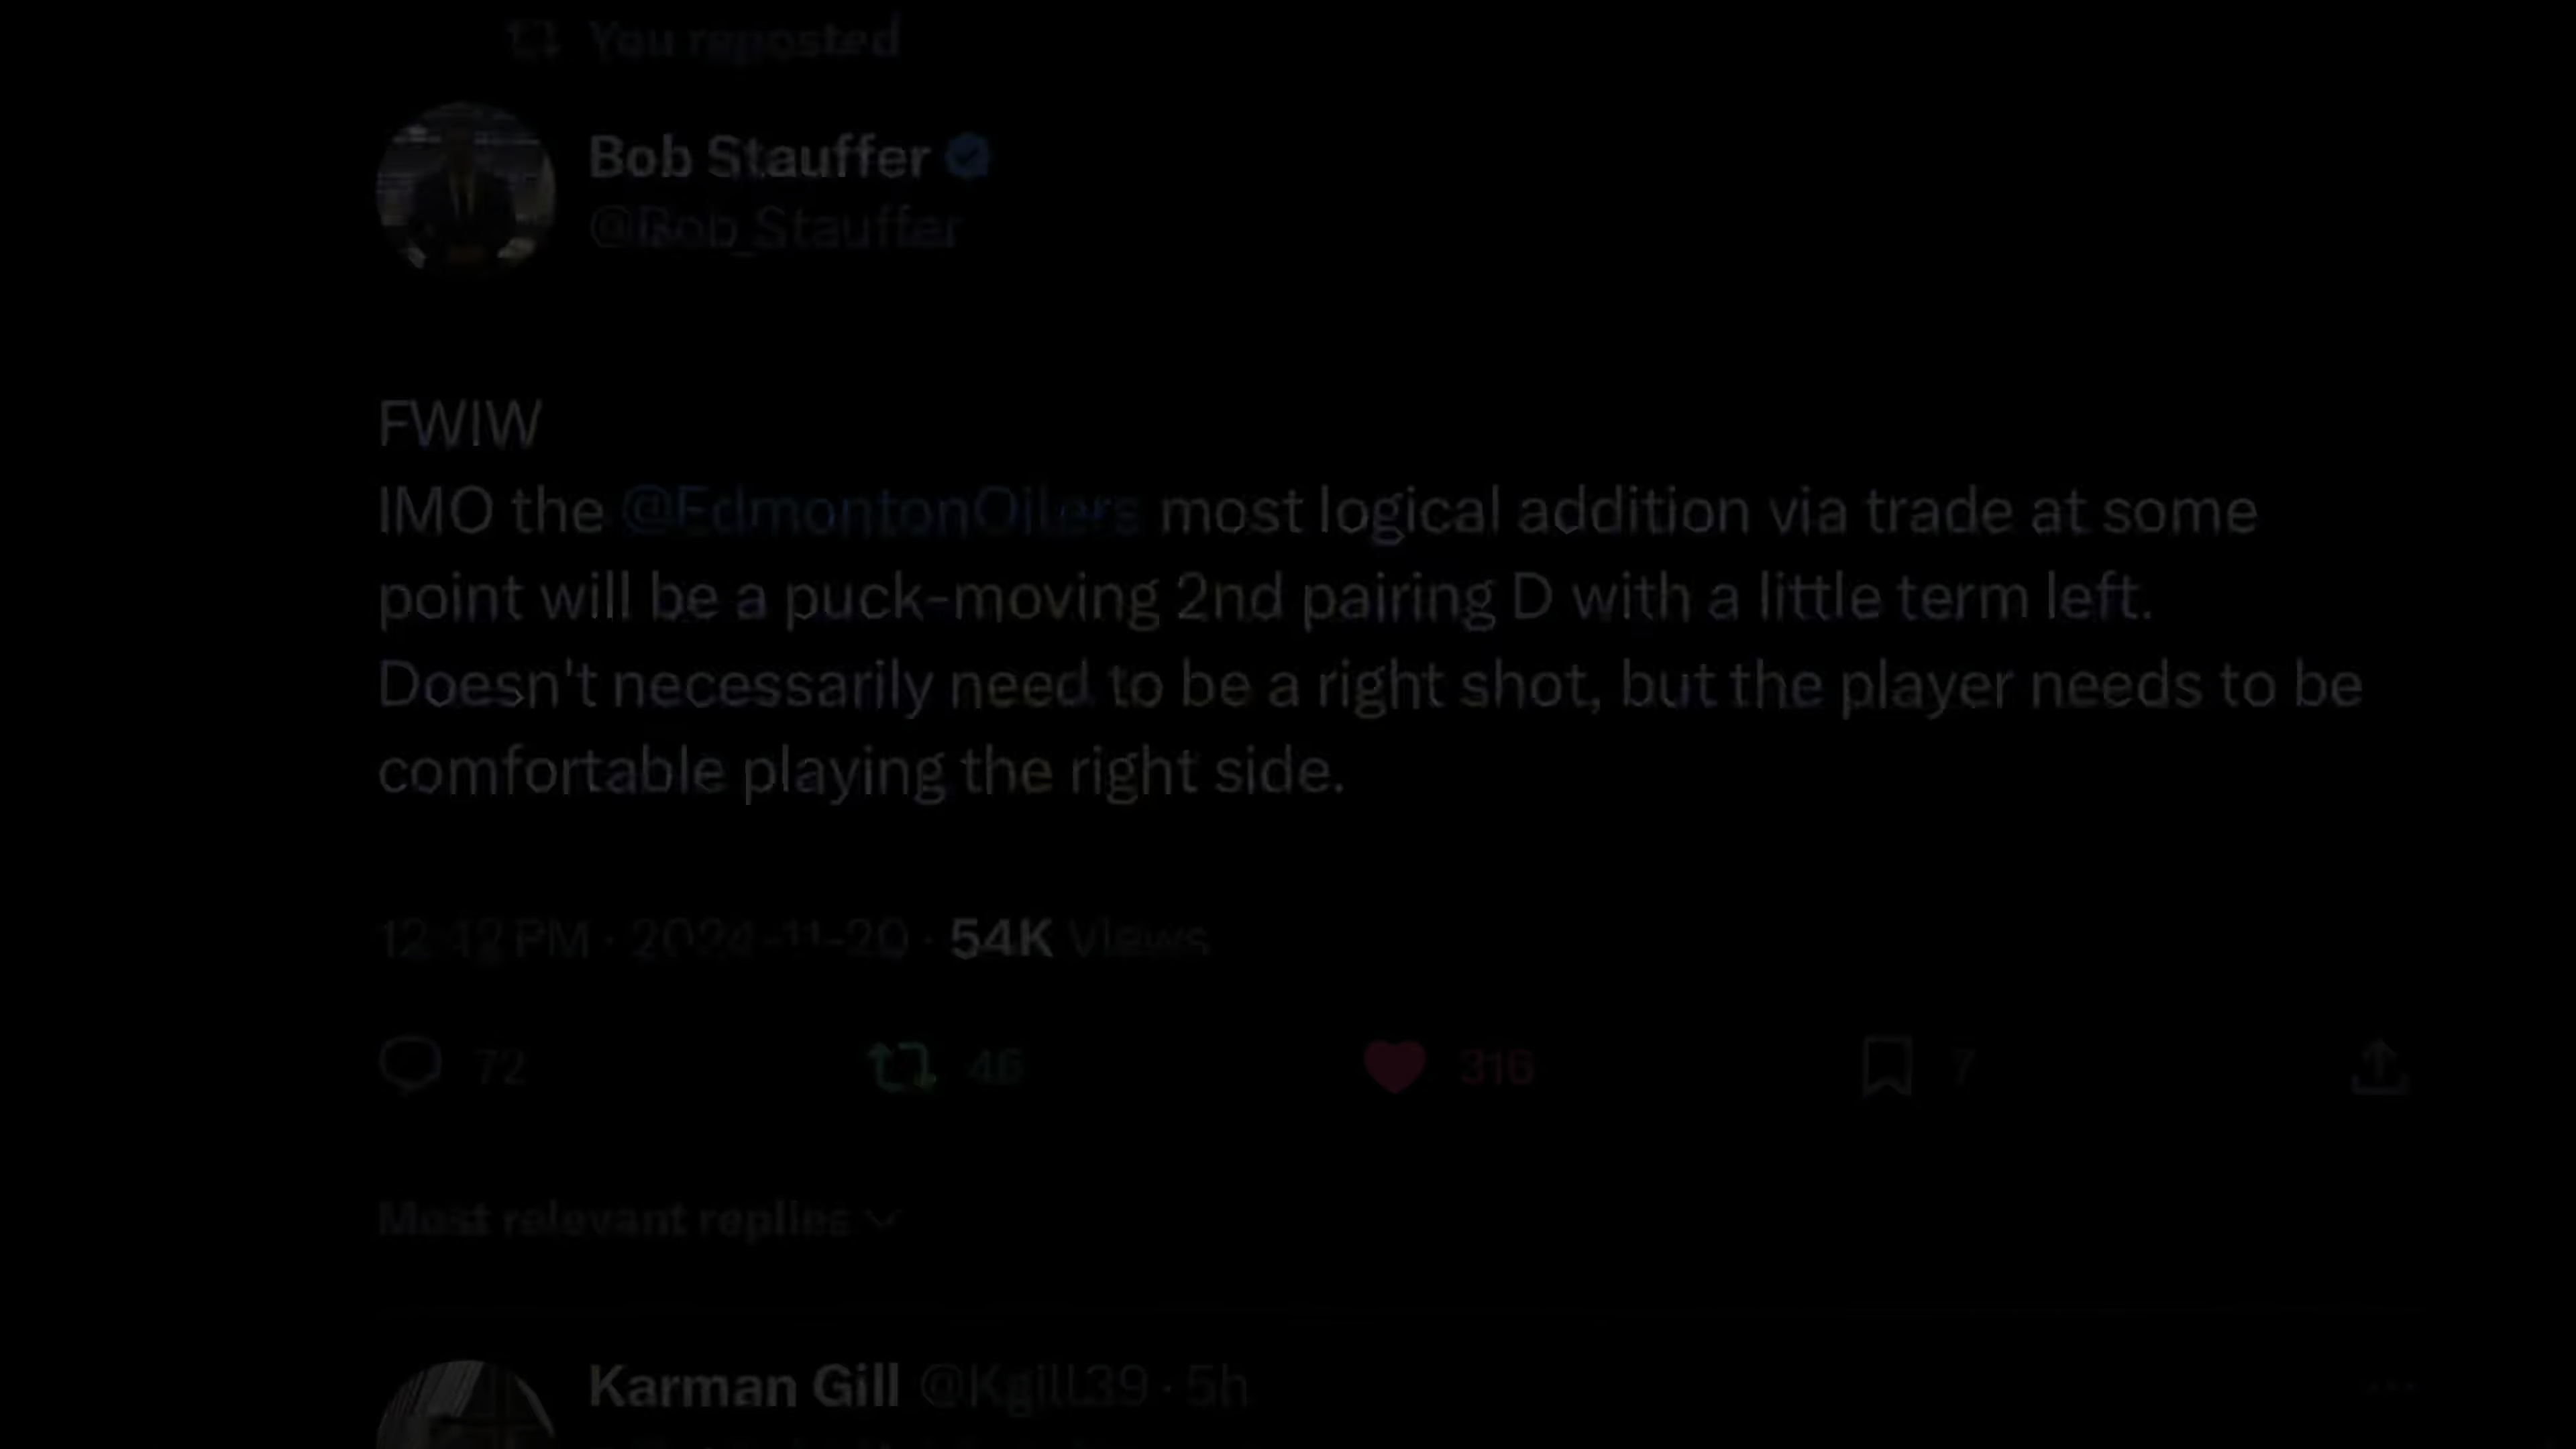 You reposted
Bob Stauffer
@Bob_Stauffer
FWIW
IMO the @EdmontonOilers most logical addition via trade at some
point will be a puck-moving 2nd pairing D with a little term left.
Doesn't necessarily need to be a right shot, but the player needs to be
comfortable playing the right side.
12:42 PM · 2024-11-20 · 54K Views
72 46 316 7
Most relevant replies
Karman Gill @Kgill39 · 5h